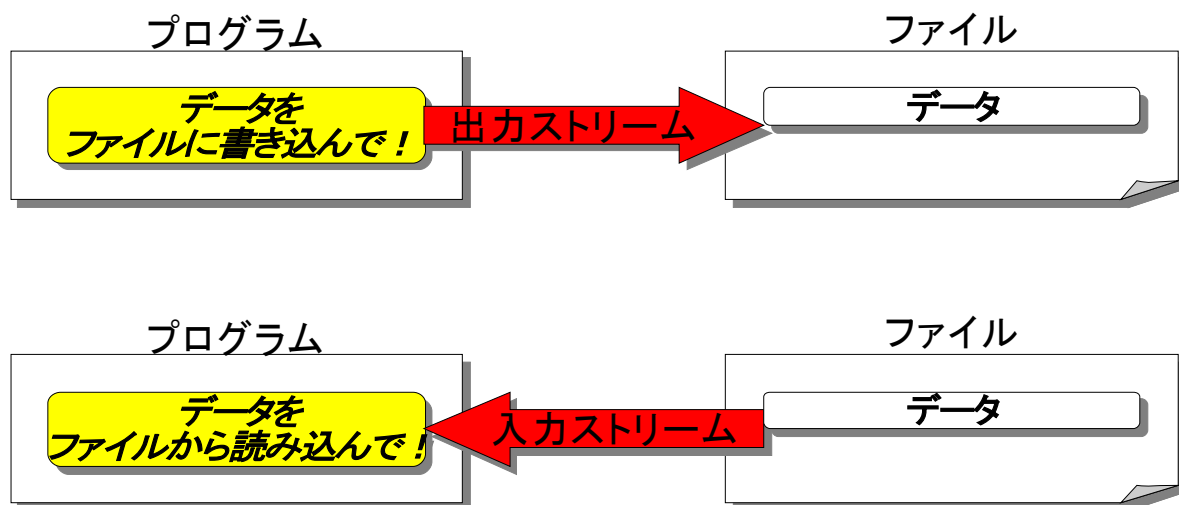 プログラム
ファイル
データを
ファイルに書き込んで！
出力ストリーム
データ
プログラム
ファイル
データを
ファイルから読み込んで！
入力ストリーム
データ